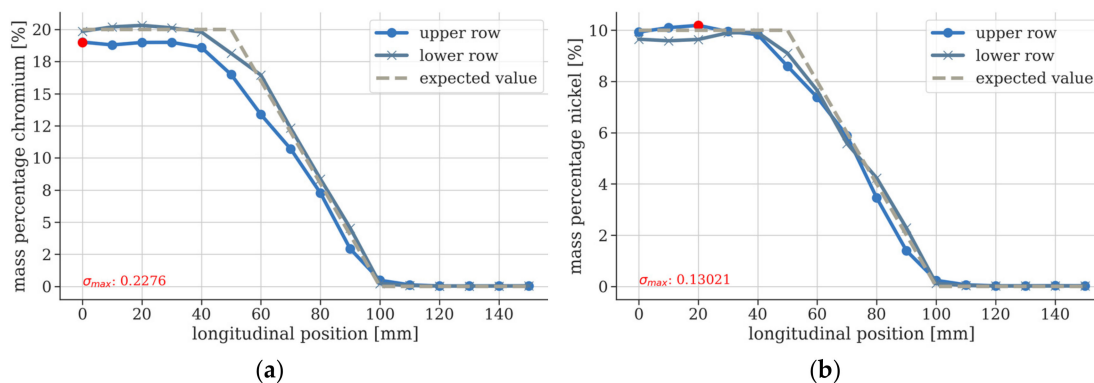 mass percentage chromium [%]
20
18
15
12
10
8
5
2
0
upper row
lower row
expected value
σmax: 0.2276
0 20 40 60 80 100 120 140
longitudinal position [mm]
(a)
mass percentage nickel [%]
10
8
6
4
2
0
upper row
lower row
expected value
σmax: 0.13021
0 20 40 60 80 100 120 140
longitudinal position [mm]
(b)